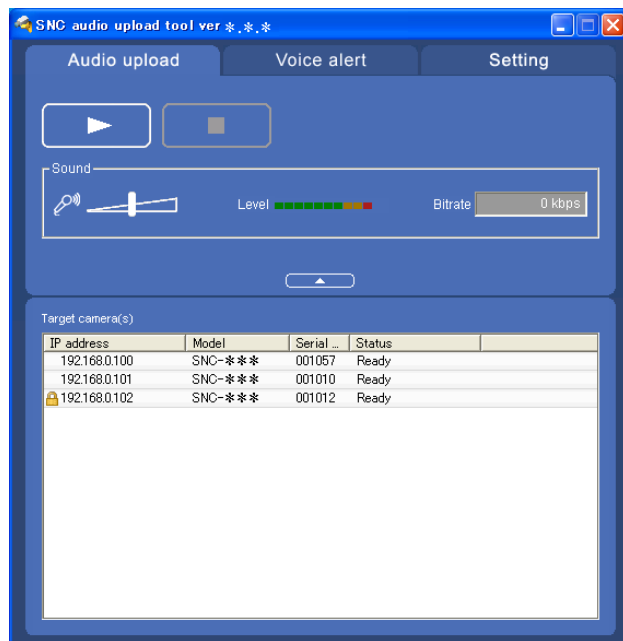 SNC audio upload tool ver *.*.*
Audio upload Voice alert Setting
Sound
Level Bitrate 0 kbps
Target camera(s)
IP address Model Serial ... Status
192.168.0.100 SNC-*** 001057 Ready
192.168.0.101 SNC-*** 001010 Ready
192.168.0.102 SNC-*** 001012 Ready